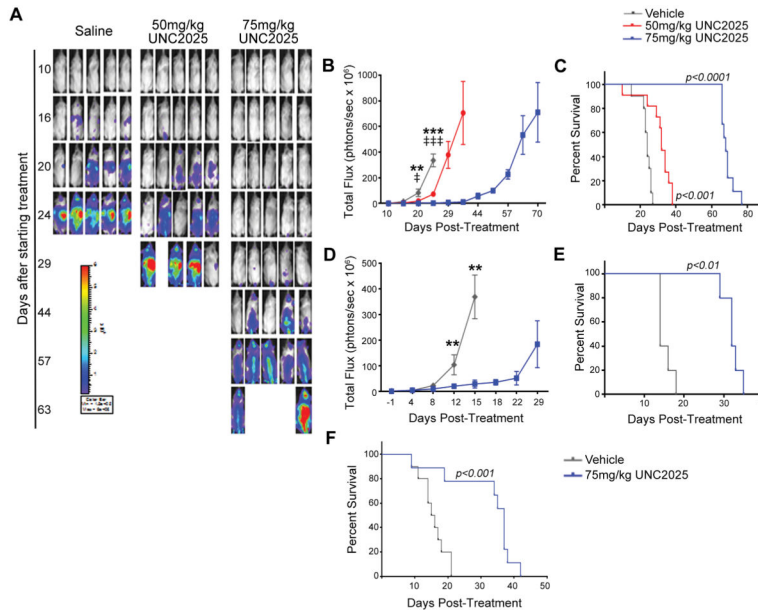 A
Saline
50mg/kg UNC2025
75mg/kg UNC2025
Days after starting treatment
10
16
20
24
29
44
57
63
Vehicle
50mg/kg UNC2025
75mg/kg UNC2025
B
Total Flux (phtons/sec x 10⁶)
1000
800
600
400
200
0
***
‡‡‡
**
‡
10 20 29 44 57 70
Days Post-Treatment
C
Percent Survival
100
80
60
40
20
0
p<0.0001
p<0.001
0 20 40 60 80
Days Post-Treatment
D
Total Flux (phtons/sec x 10⁶)
500
400
300
200
100
0
**
**
-1 4 8 12 15 18 22 29
Days Post-Treatment
E
Percent Survival
100
80
60
40
20
0
p<0.01
0 10 20 30
Days Post-Treatment
F
Percent Survival
100
80
60
40
20
0
p<0.001
10 20 30 40 50
Days Post-Treatment
Vehicle
75mg/kg UNC2025